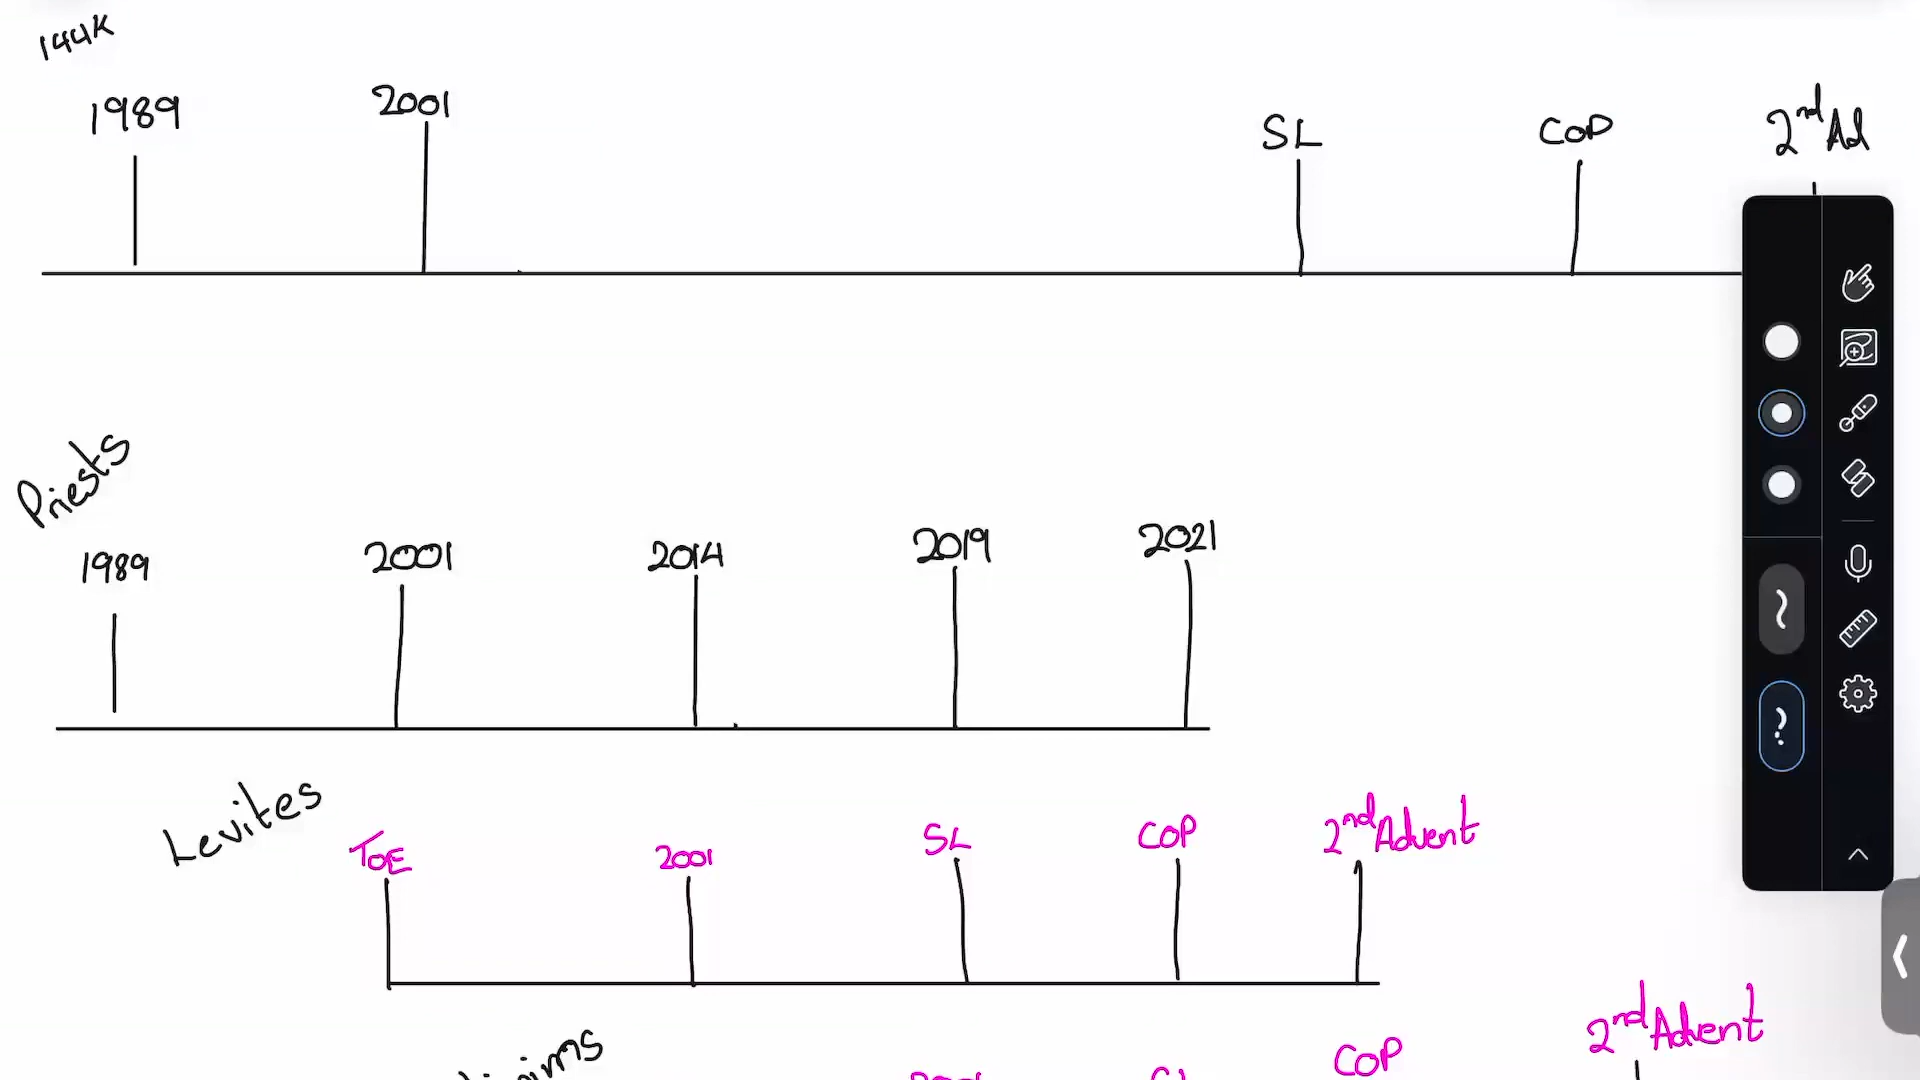 144K
1989 2001 SL COP 2nd Ad
Priests
1989 2001 2014 2019 2021
Levites
TOE 2001 SL COP 2nd Advent
2nd Advent
COP